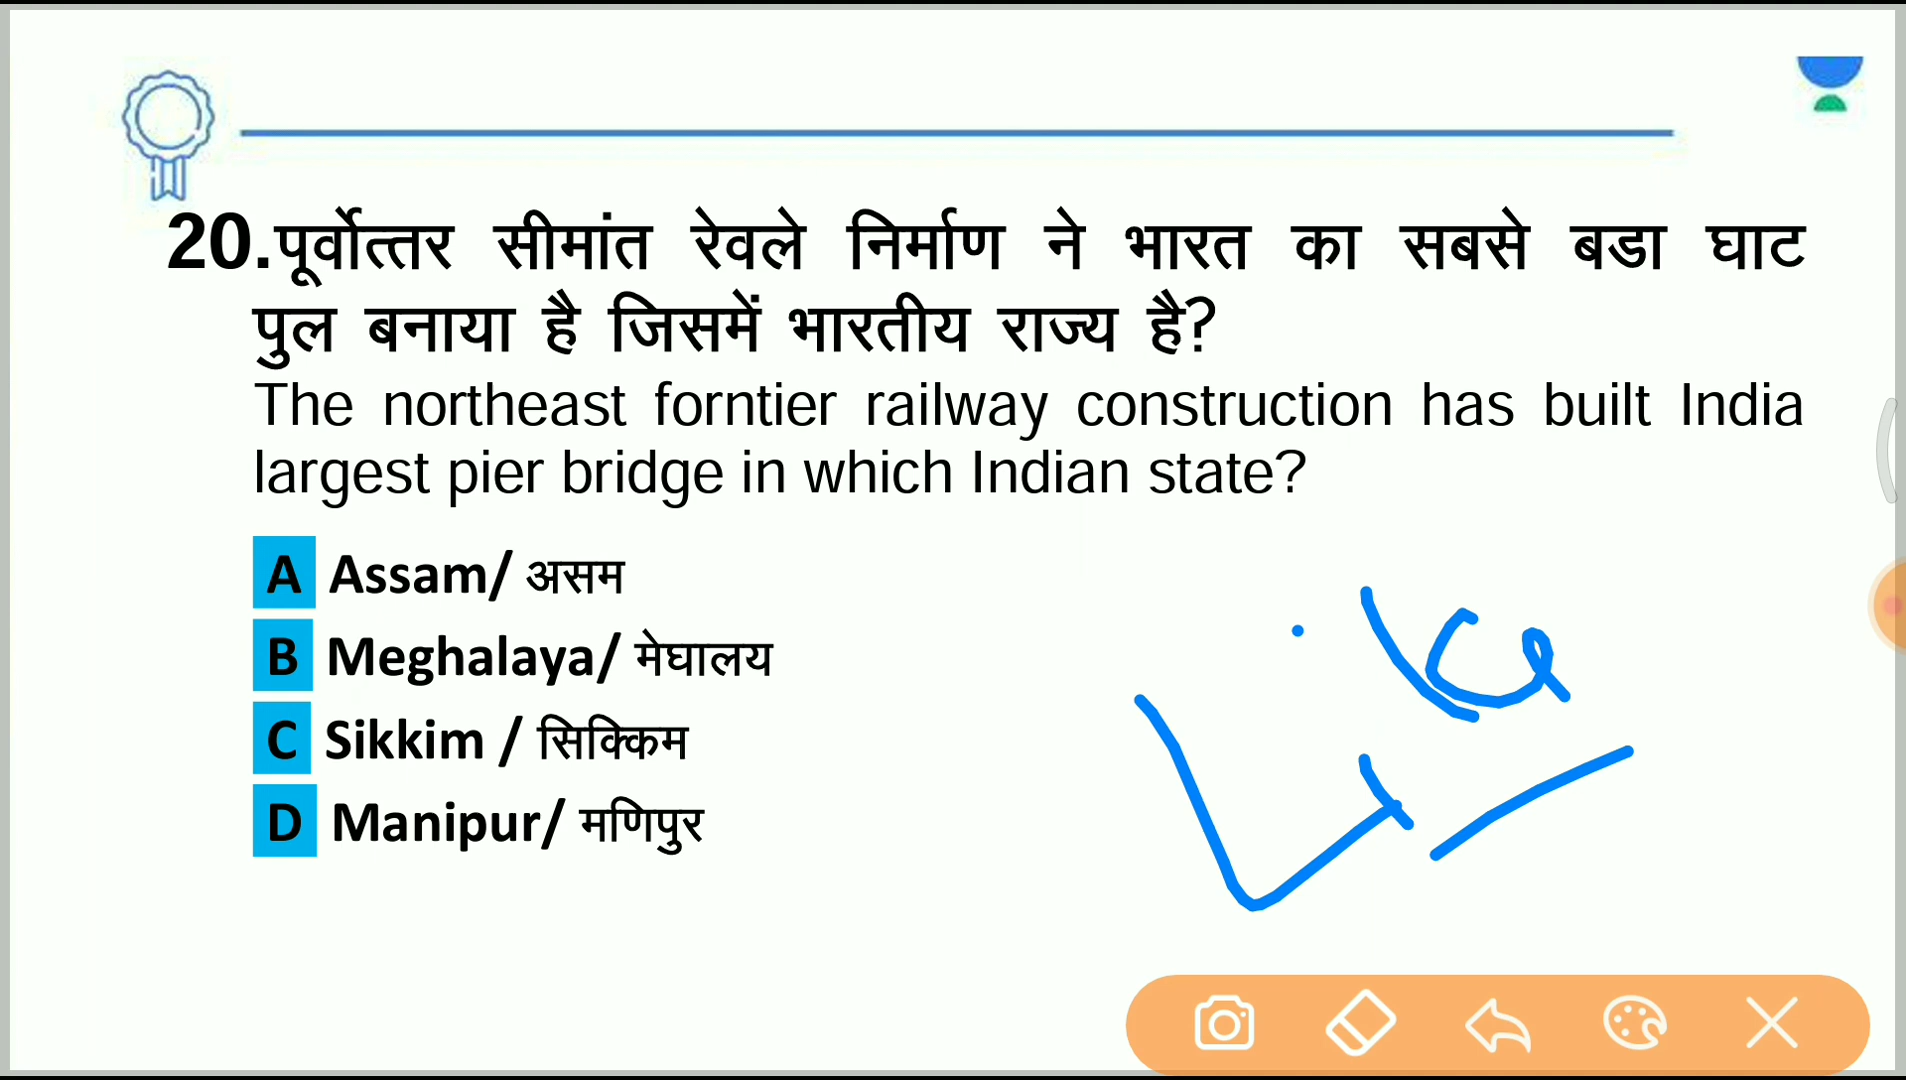 20.पूर्वोत्तर सीमांत रेवले निर्माण ने भारत का सबसे बडा घाट
पुल बनाया है जिसमें भारतीय राज्य है?
The northeast forntier railway construction has built India
largest pier bridge in which Indian state?
A Assam/ असम
B Meghalaya/ मेघालय
C Sikkim / सिक्किम
D Manipur/ मणिपुर